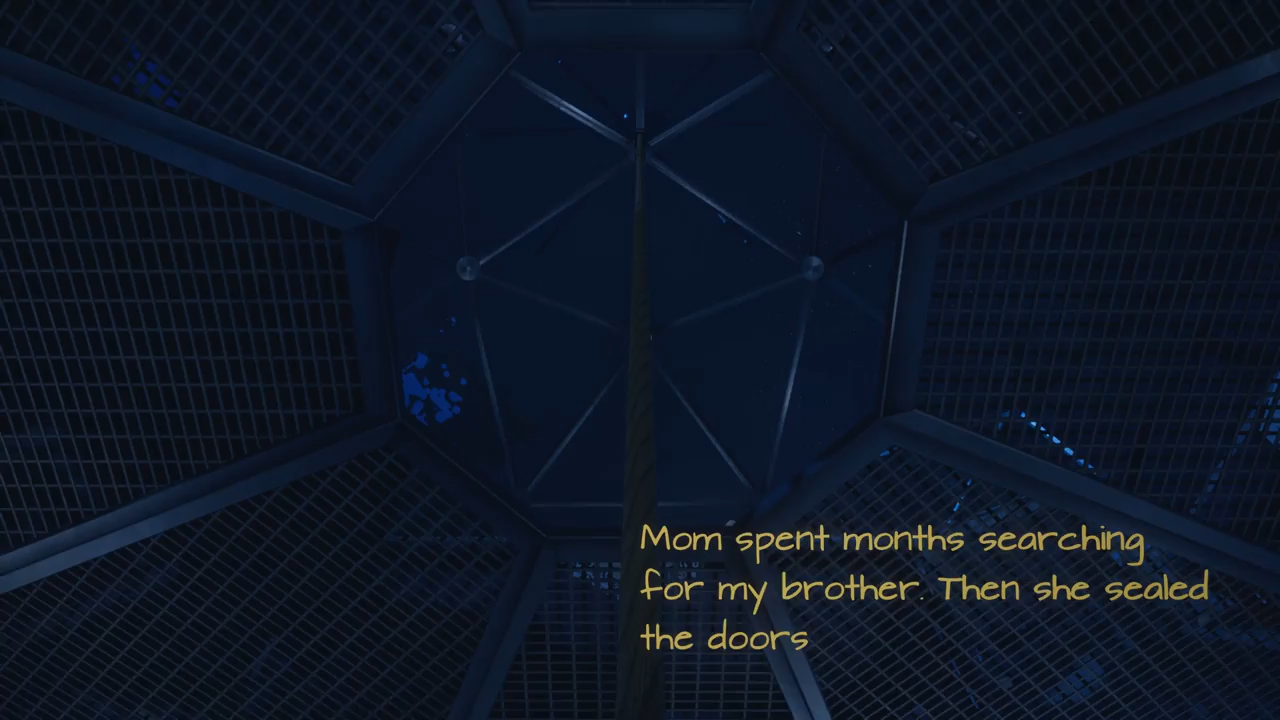 Mom spent months searching
for my brother. Then she sealed
the doors